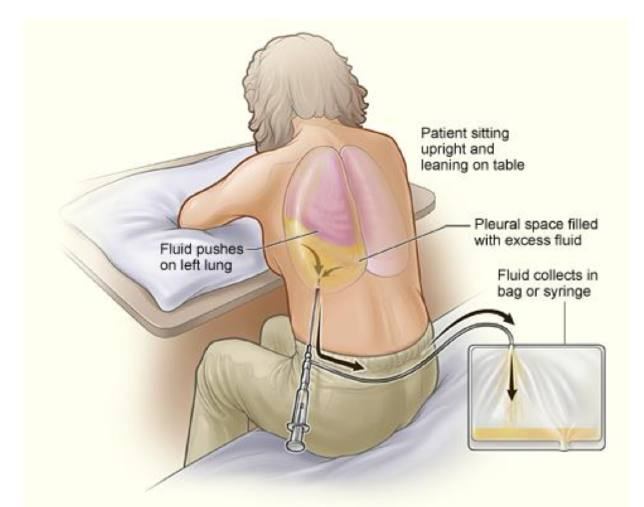 Patient sitting
upright and
leaning on table
Fluid pushes
on left lung
Pleural space filled
with excess fluid
Fluid collects in
bag or syringe